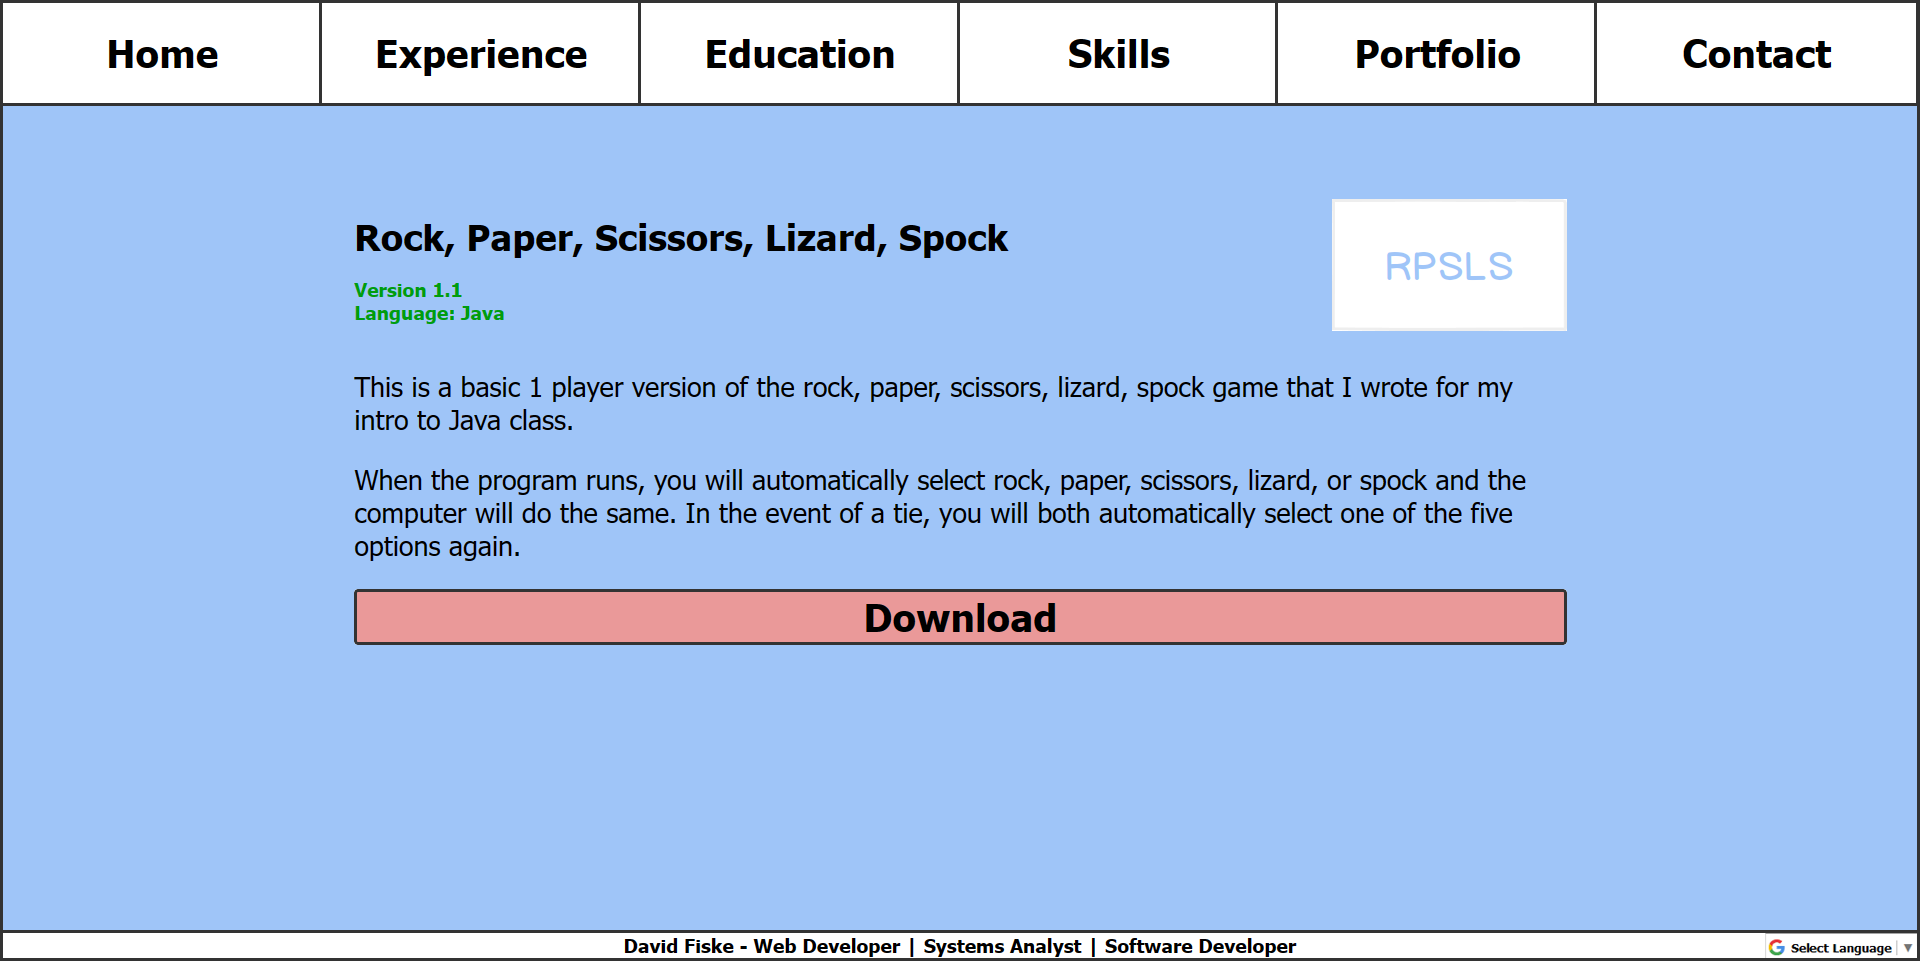 Home Experience Education Skills Portfolio Contact
Rock, Paper, Scissors, Lizard, Spock
RPSLS
Version 1.1
Language: Java
This is a basic 1 player version of the rock, paper, scissors, lizard, spock game that I wrote for my
intro to Java class.
When the program runs, you will automatically select rock, paper, scissors, lizard, or spock and the
computer will do the same. In the event of a tie, you will both automatically select one of the five
options again.
Download
David Fiske - Web Developer | Systems Analyst | Software Developer
Select Language